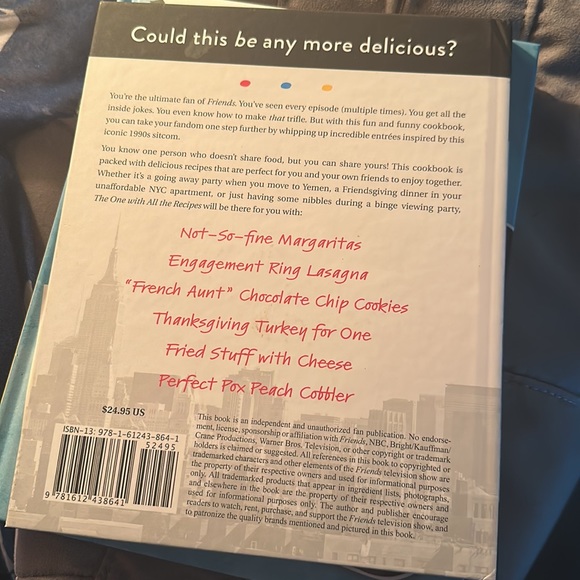 Could this be any more delicious?
You're the ultimate fan of Friends. You've seen every episode (multiple times). You get all the
inside jokes. You even know how to make that trifle. But with this fun and funny cookbook,
you can take your fandom one step further by whipping up incredible entrées inspired by this
iconic 1990s sitcom.
You know one person who doesn't share food, but you can share yours! This cookbook is
packed with delicious recipes that are perfect for you and your own friends to enjoy together.
Whether it's a going away party when you move to Yemen, a Friendsgiving dinner in your
unaffordable NYC apartment, or just having some nibbles during a binge viewing party,
The One with All the Recipes will be there for you with:
Not-So-fine Margaritas
Engagement Ring Lasagna
"French Aunt" Chocolate Chip Cookies
Thanksgiving Turkey for One
Fried Stuff with Cheese
Perfect Pox Peach Cobbler
$24.95 US
ISBN-13: 978-1-61243-864-1
52495
9 781612 438641
This book is an independent and unauthorized fan publication. No endorse-
ment, license, sponsorship or affiliation with Friends, NBC, Bright/Kauffman/
Crane Productions, Warner Bros. Television, or other copyright or trademark
holders is claimed or suggested. All references in this book to copyrighted or
trademarked characters and other elements of the Friends television show are
the property of their respective owners and used for informational purposes
only. All trademarked products that appear in ingredient lists, photographs,
and elsewhere in the book are the property of their respective owners and
used for informational purposes only. The author and publisher encourage
readers to watch, rent, purchase, and support the Friends television show, and
to patronize the quality brands mentioned and pictured in this book.